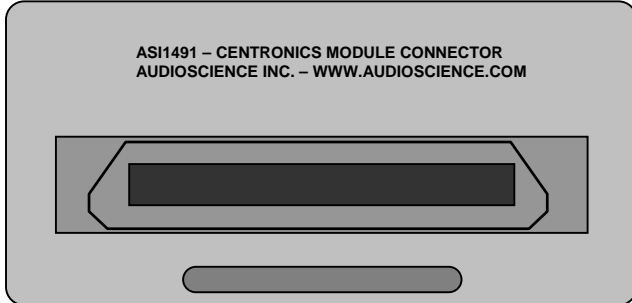 ASI1491 – CENTRONICS MODULE CONNECTOR
AUDIOSCIENCE INC. – WWW.AUDIOSCIENCE.COM